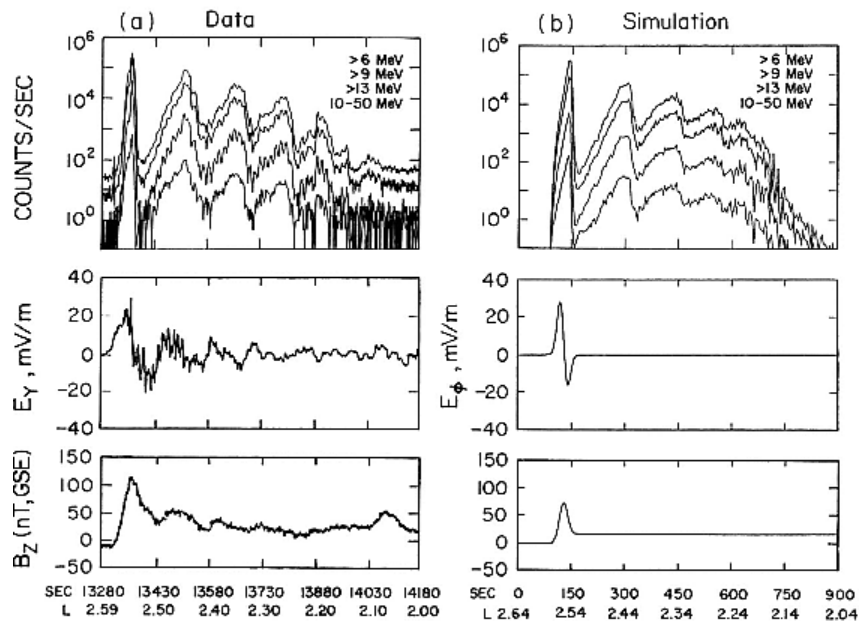 (a) Data
10^6
10^4
10^2
10^0
COUNTS/SEC
>6 MeV
>9 MeV
>13 MeV
10-50 MeV
40
20
0
-20
-40
E_Y, mV/m
150
100
50
0
-50
B_Z (nT, GSE)
SEC 13280 13430 13580 13730 13880 14030 14180
L 2.59 2.50 2.40 2.30 2.20 2.10 2.00
(b) Simulation
10^6
10^4
10^2
10^0
>6 MeV
>9 MeV
>13 MeV
10-50 MeV
40
20
0
-20
-40
E_ϕ, mV/m
150
100
50
0
-50
SEC 0 150 300 450 600 750 900
L 2.64 2.54 2.44 2.34 2.24 2.14 2.04